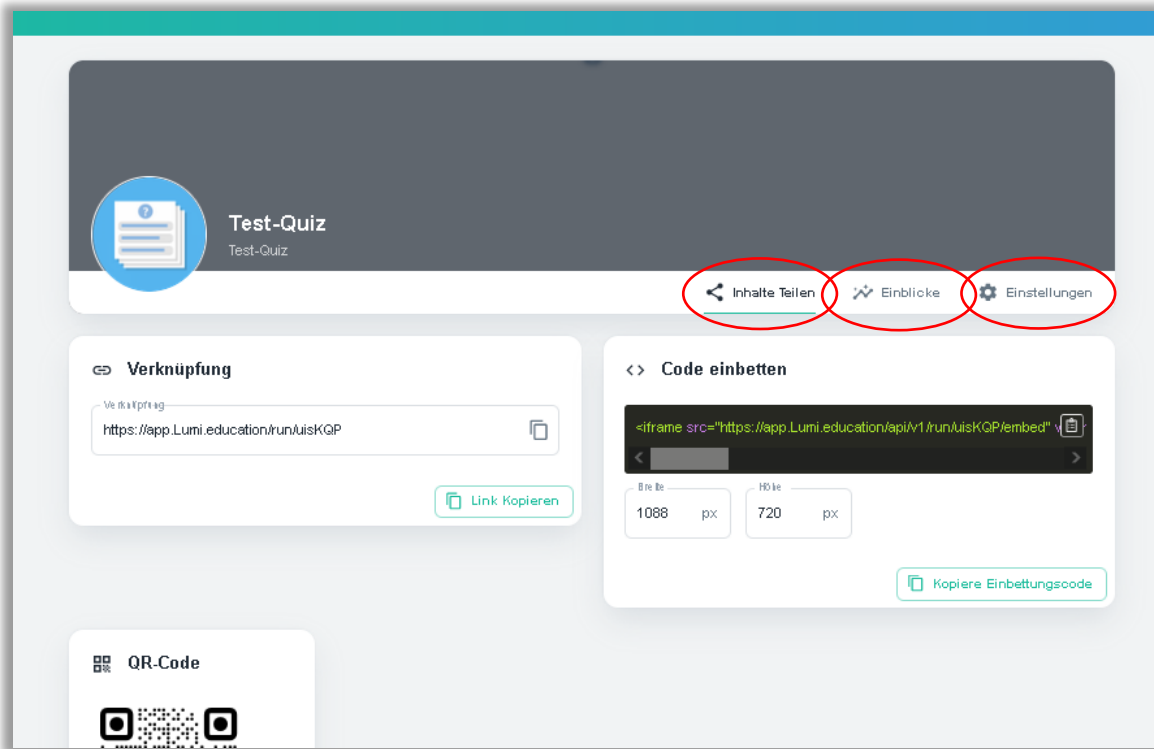 Test-Quiz
Test-Quiz
Inhalte Teilen
Einblicke
Einstellungen
Verknüpfung
Verknüpfung
https://app.Lumi.education/run/uisKQP
Link Kopieren
Code einbetten
<iframe src="https://app.Lumi.education/api/v1/run/uisKQP/embed"
Breite
1088 px
Höhe
720 px
Kopiere Einbettungscode
QR-Code